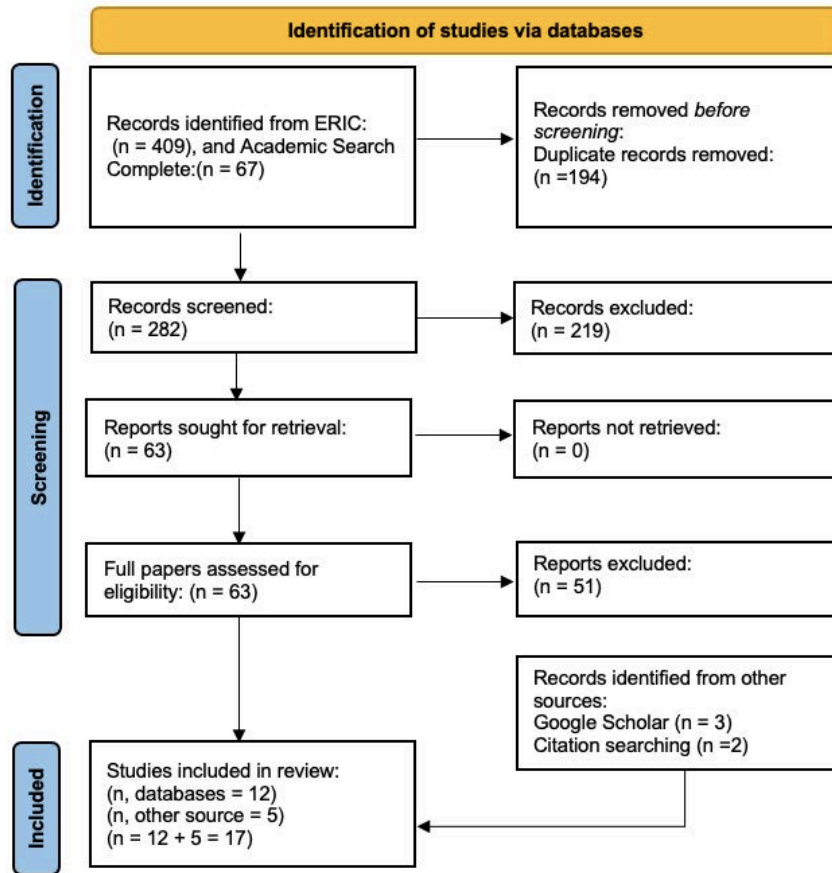 Identification of studies via databases
Identification
Records identified from ERIC:
(n = 409), and Academic Search
Complete:(n = 67)
Records removed before
screening:
Duplicate records removed:
(n =194)
Screening
Records screened:
(n = 282)
Records excluded:
(n = 219)
Reports sought for retrieval:
(n = 63)
Reports not retrieved:
(n = 0)
Full papers assessed for
eligibility: (n = 63)
Reports excluded:
(n = 51)
Records identified from other
sources:
Google Scholar (n = 3)
Citation searching (n =2)
Included
Studies included in review:
(n, databases = 12)
(n, other source = 5)
(n = 12 + 5 = 17)